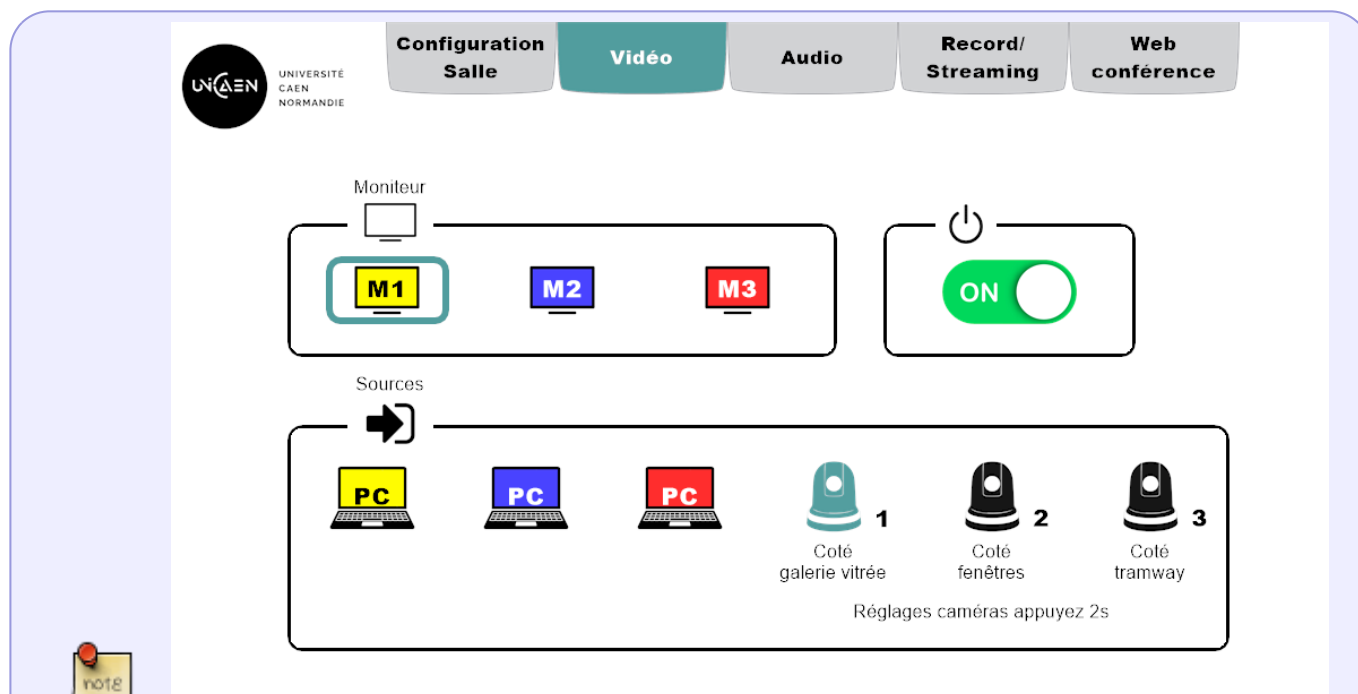 UNICAEN
UNIVERSITÉ
CAEN
NORMANDIE
Configuration
Salle
Vidéo
Audio
Record/
Streaming
Web
conférence
Moniteur
M1
M2
M3
ON
Sources
PC
PC
PC
1
2
3
Coté
galerie vitrée
Coté
fenêtres
Coté
tramway
Réglages caméras appuyez 2s
note